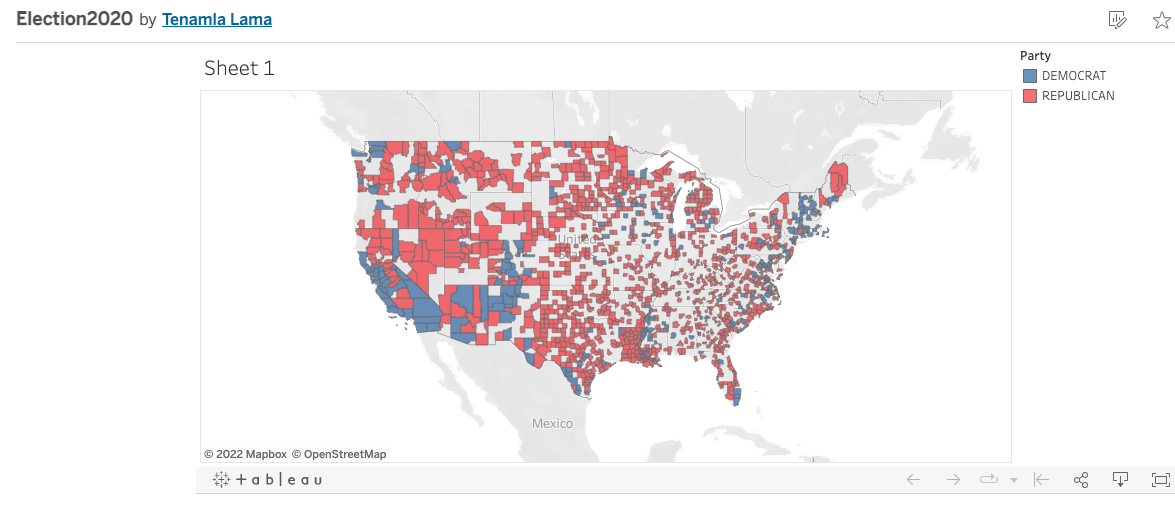 Election2020 by Tenamla Lama
Sheet 1
Party
DEMOCRAT
REPUBLICAN
United
States
Mexico
© 2022 Mapbox © OpenStreetMap
+ a b | e a u